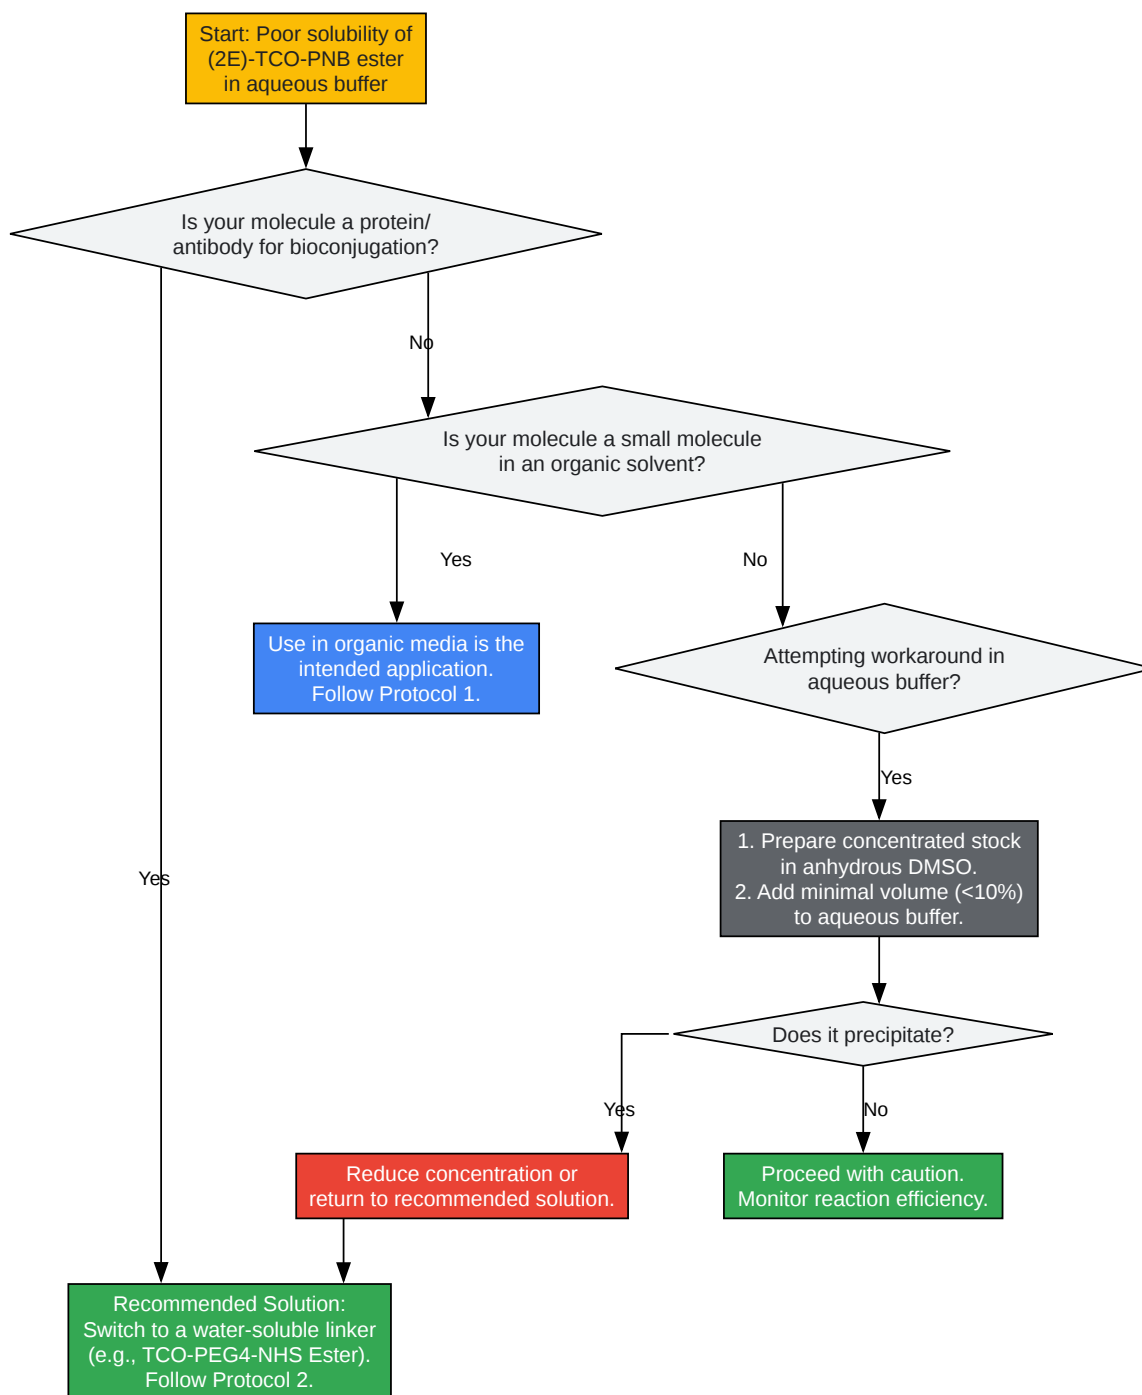 Start: Poor solubility of
(2E)-TCO-PNB ester
in aqueous buffer
Is your molecule a protein/
antibody for bioconjugation?
No
Is your molecule a small molecule
in an organic solvent?
Yes
No
Use in organic media is the
intended application.
Follow Protocol 1.
Attempting workaround in
aqueous buffer?
Yes
1. Prepare concentrated stock
in anhydrous DMSO.
2. Add minimal volume (<10%)
to aqueous buffer.
Yes
Does it precipitate?
Yes
No
Reduce concentration or
return to recommended solution.
Proceed with caution.
Monitor reaction efficiency.
Recommended Solution:
Switch to a water-soluble linker
(e.g., TCO-PEG4-NHS Ester).
Follow Protocol 2.